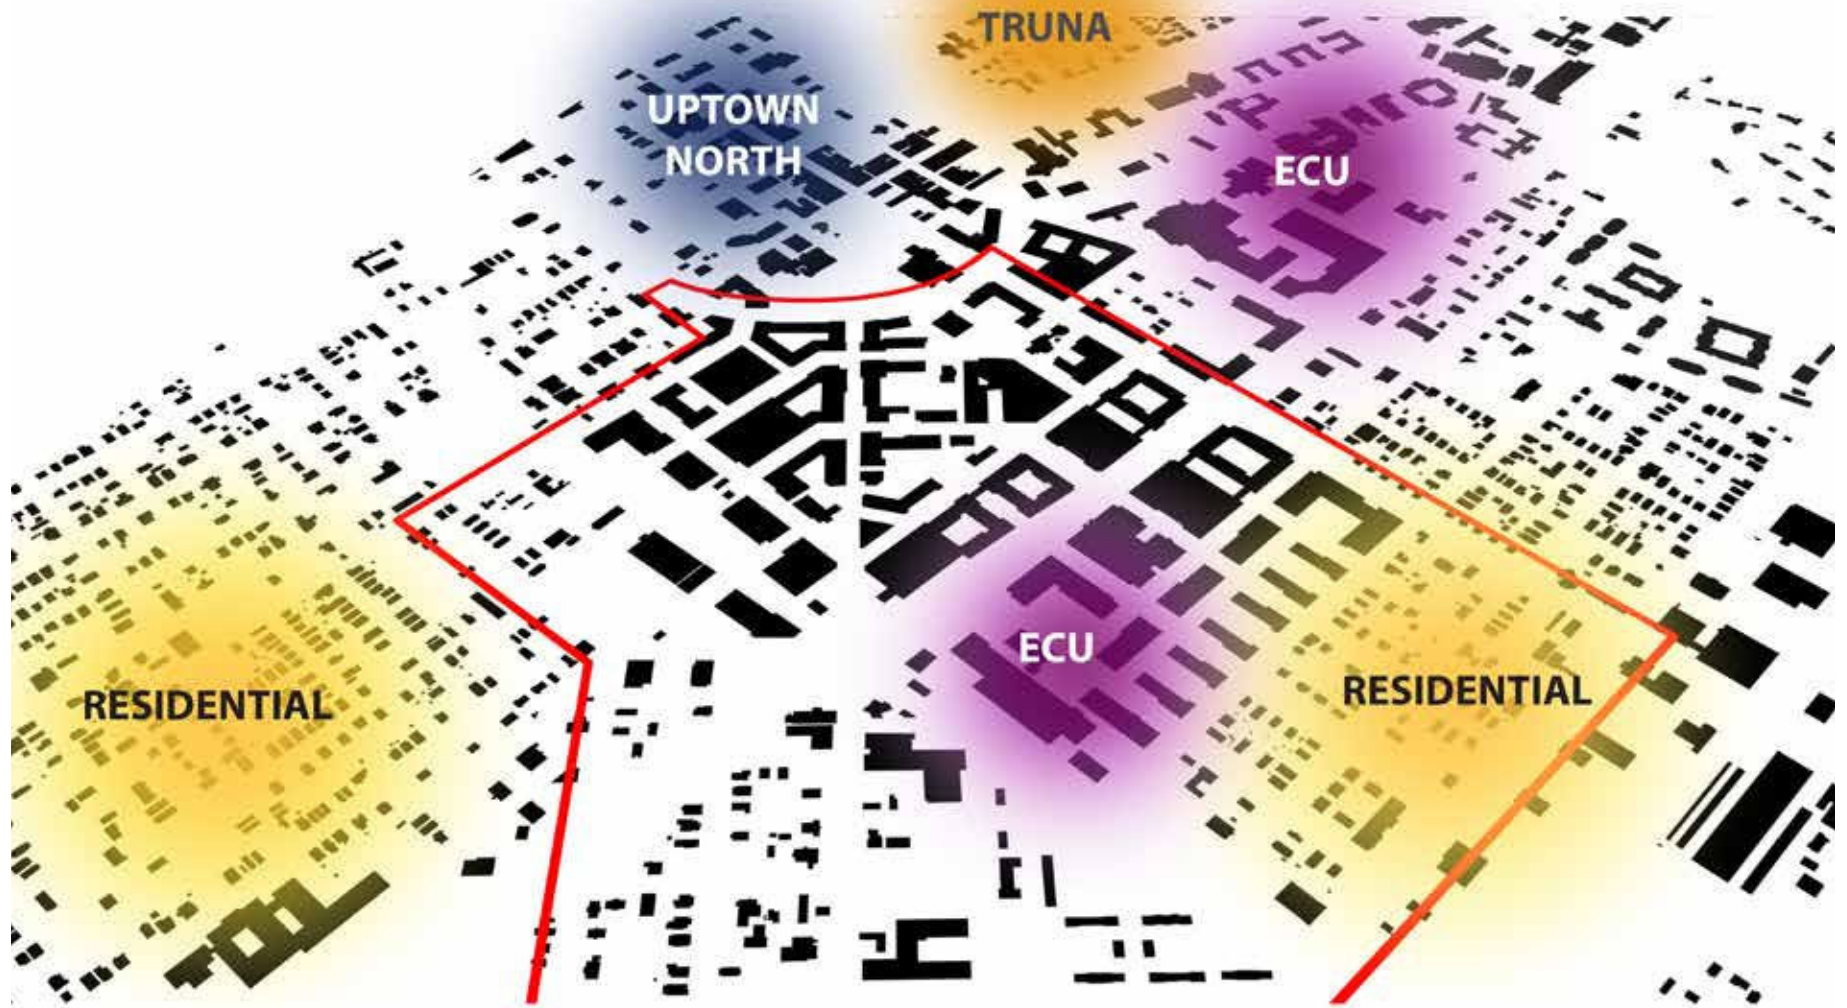 TRUNA
UPTOWN
NORTH
ECU
ECU
RESIDENTIAL
RESIDENTIAL